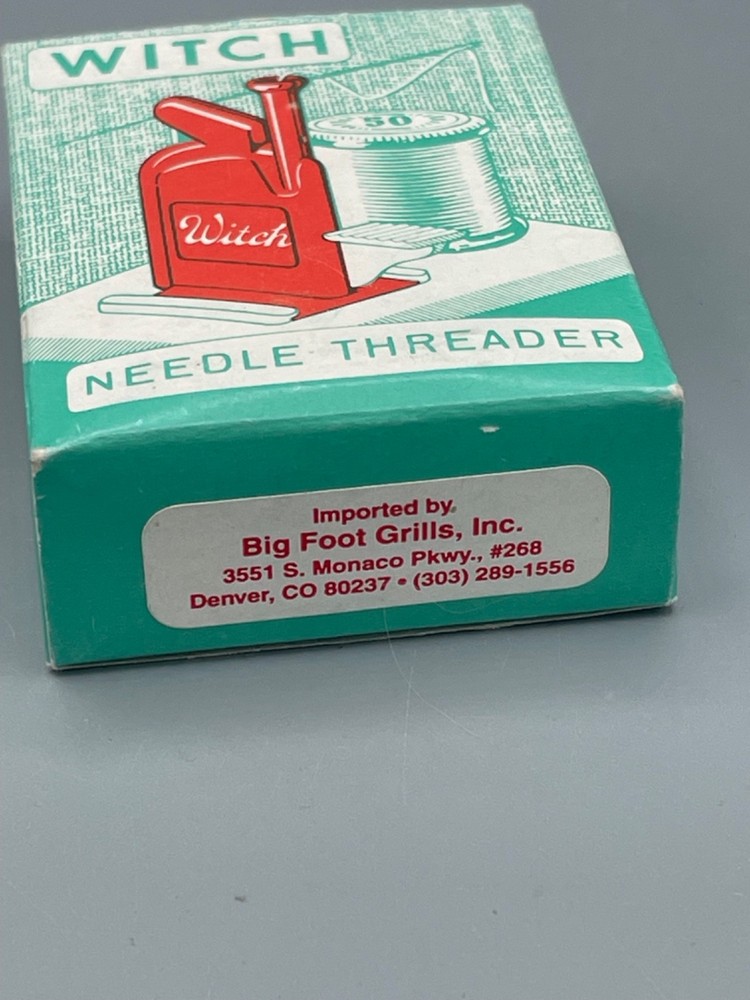 WITCH
50
Witch
NEEDLE THREADER
Imported by
Big Foot Grills, Inc.
3551 S. Monaco Pkwy., #268
Denver, CO 80237 • (303) 289-1556